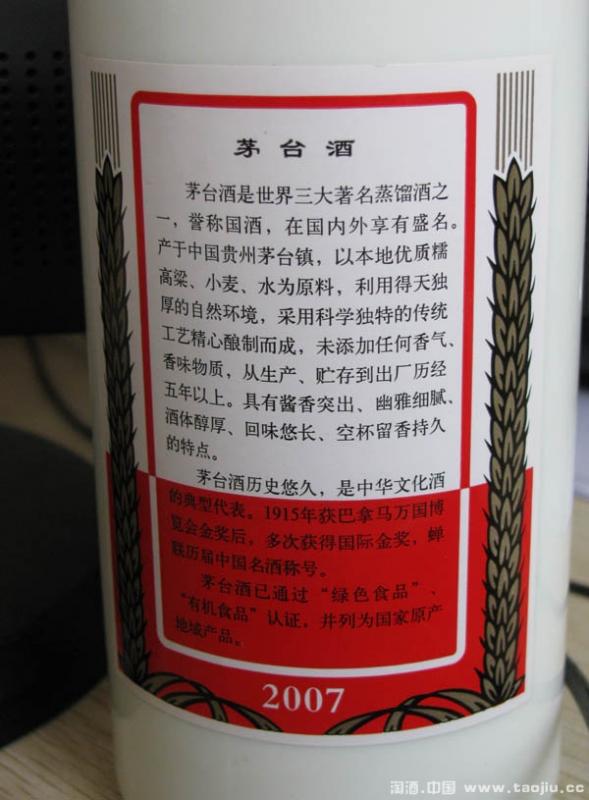 茅台酒
茅台酒是世界三大著名蒸馏酒之
一，誉称国酒，在国内外享有盛名。
产于中国贵州茅台镇，以本地优质糯
高粱、小麦、水为原料，利用得天独
厚的自然环境，采用科学独特的传统
工艺精心酿制而成，未添加任何香气、
香味物质，从生产、贮存到出厂历经
五年以上。具有酱香突出、幽雅细腻、
酒体醇厚、回味悠长、空杯留香持久
的特点。
茅台酒历史悠久，是中华文化酒
的典型代表。1915年获巴拿马万国博
览会金奖后，多次获得国际金奖，蝉
联历届中国名酒称号。
茅台酒已通过“绿色食品”、
“有机食品”认证，并列为国家原产
地域产品。
2007
淘酒.中国 www.taojiu.cc